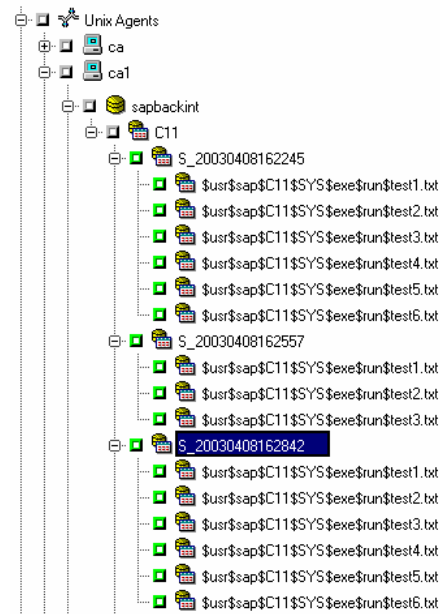 Unix Agents
ca
ca1
sapbackint
C11
S_20030408162245
$usr$sap$C11$SYS$exe$run$test1.txt
$usr$sap$C11$SYS$exe$run$test2.txt
$usr$sap$C11$SYS$exe$run$test3.txt
$usr$sap$C11$SYS$exe$run$test4.txt
$usr$sap$C11$SYS$exe$run$test5.txt
$usr$sap$C11$SYS$exe$run$test6.txt
S_20030408162557
$usr$sap$C11$SYS$exe$run$test1.txt
$usr$sap$C11$SYS$exe$run$test2.txt
$usr$sap$C11$SYS$exe$run$test3.txt
S_20030408162842
$usr$sap$C11$SYS$exe$run$test1.txt
$usr$sap$C11$SYS$exe$run$test2.txt
$usr$sap$C11$SYS$exe$run$test3.txt
$usr$sap$C11$SYS$exe$run$test4.txt
$usr$sap$C11$SYS$exe$run$test5.txt
$usr$sap$C11$SYS$exe$run$test6.txt